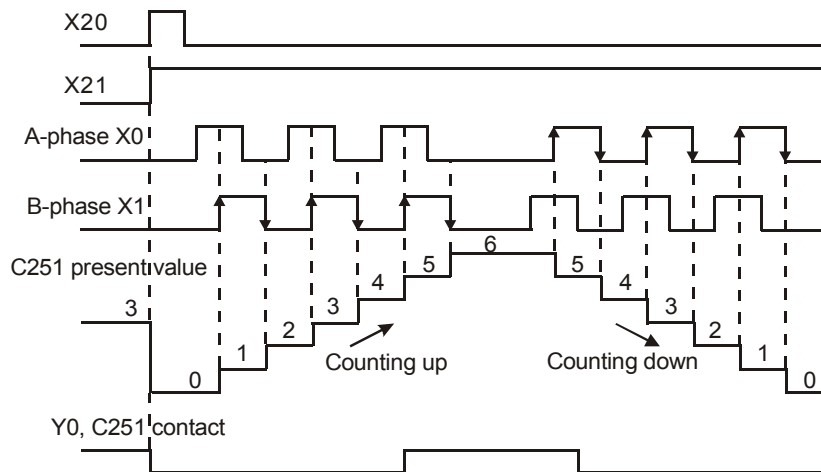 X20
X21
A-phase X0
B-phase X1
C251 present value
6
5
5
4
4
3
3
3
2
2
1
1
0
0
Counting up
Counting down
Y0, C251 contact